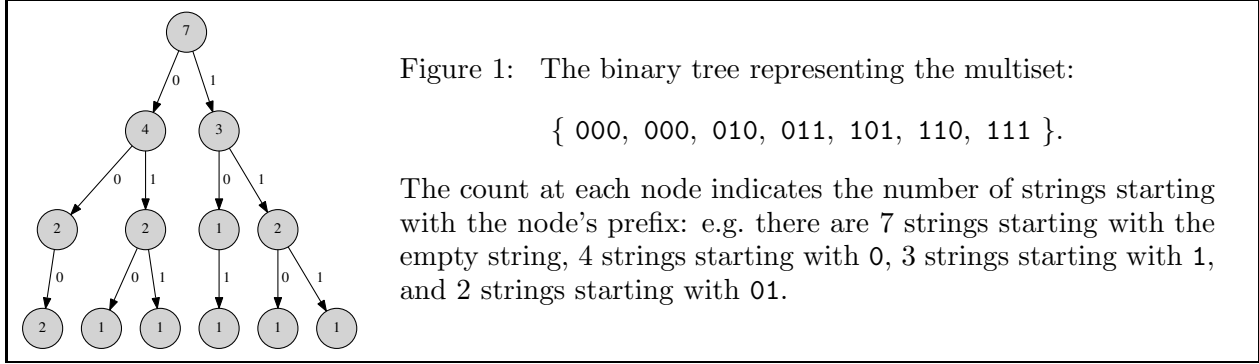 7
0 1
4 3
0 1 0 1
2 2 1 2
0 0 1 1 0 1
2 1 1 1 1 1
Figure 1: The binary tree representing the multiset:
{ 000, 000, 010, 011, 101, 110, 111 }.
The count at each node indicates the number of strings starting
with the node's prefix: e.g. there are 7 strings starting with the
empty string, 4 strings starting with 0, 3 strings starting with 1,
and 2 strings starting with 01.